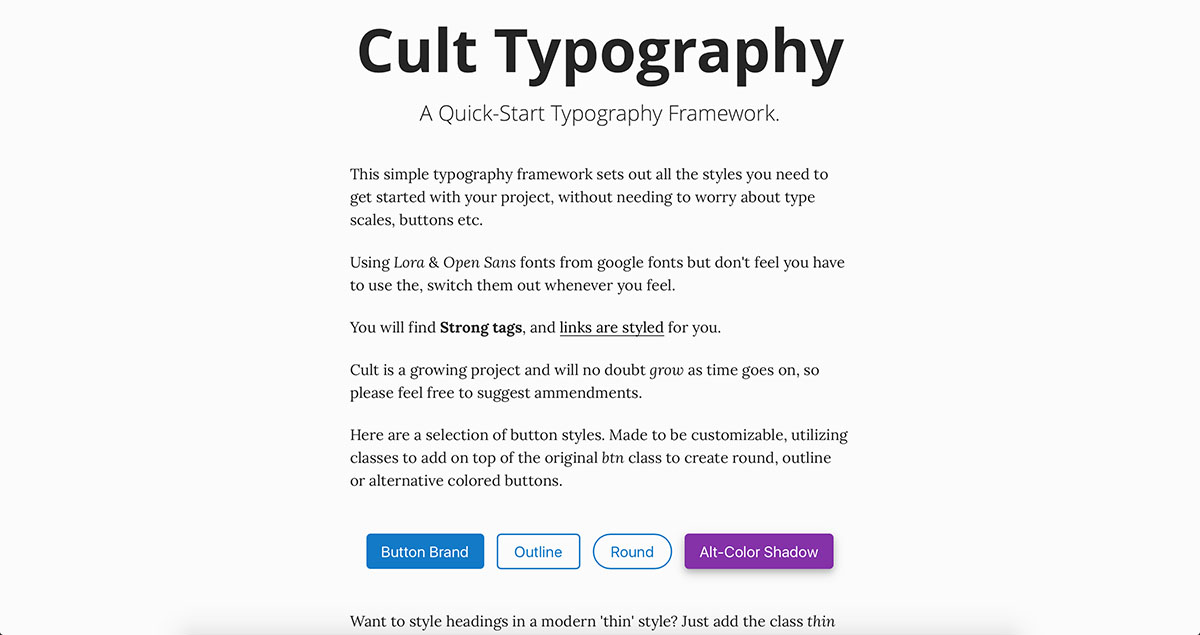 Cult Typography
A Quick-Start Typography Framework.
This simple typography framework sets out all the styles you need to
get started with your project, without needing to worry about type
scales, buttons etc.
Using Lora & Open Sans fonts from google fonts but don't feel you have
to use the, switch them out whenever you feel.
You will find Strong tags, and links are styled for you.
Cult is a growing project and will no doubt grow as time goes on, so
please feel free to suggest ammendments.
Here are a selection of button styles. Made to be customizable, utilizing
classes to add on top of the original btn class to create round, outline
or alternative colored buttons.
Button Brand Outline Round Alt-Color Shadow
Want to style headings in a modern 'thin' style? Just add the class thin